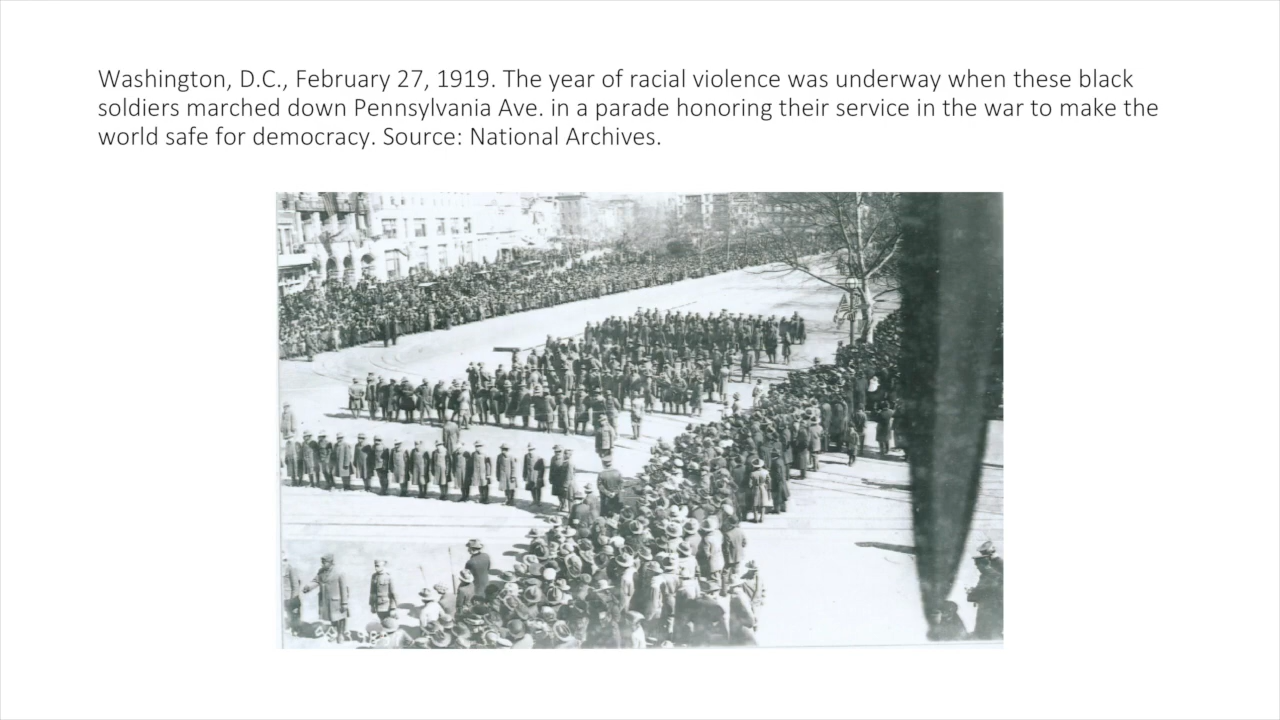 Washington, D.C., February 27, 1919. The year of racial violence was underway when these black
soldiers marched down Pennsylvania Ave. in a parade honoring their service in the war to make the
world safe for democracy. Source: National Archives.